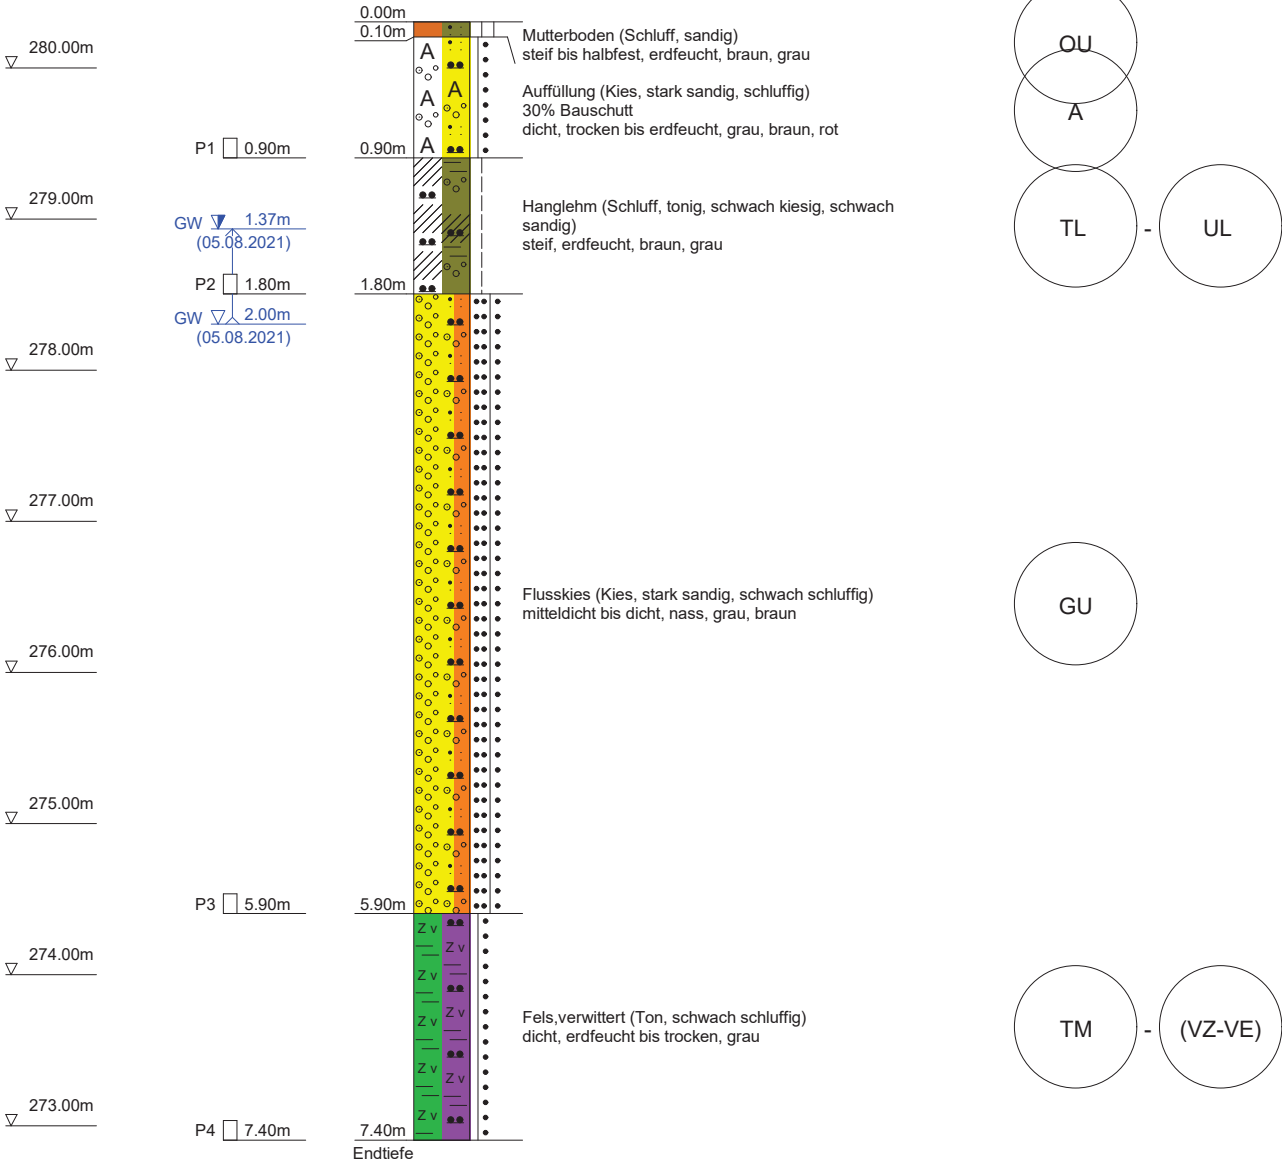 0.00m
0.10m
Mutterboden (Schluff, sandig)
steif bis halbfest, erdfeucht, braun, grau
OU
280.00m
A
A
A
A
Auffüllung (Kies, stark sandig, schluffig)
30% Bauschutt
dicht, trocken bis erdfeucht, grau, braun, rot
A
P1 0.90m
0.90m
279.00m
GW 1.37m
(05.08.2021)
Hanglehm (Schluff, tonig, schwach kiesig, schwach
sandig)
steif, erdfeucht, braun, grau
TL - UL
P2 1.80m
1.80m
GW 2.00m
(05.08.2021)
278.00m
277.00m
Flusskies (Kies, stark sandig, schwach schluffig)
mitteldicht bis dicht, nass, grau, braun
GU
276.00m
275.00m
P3 5.90m
5.90m
274.00m
Z v
Z v
Z v
Z v
Z v
Z v
Z v
Z v
Fels,verwittert (Ton, schwach schluffig)
dicht, erdfeucht bis trocken, grau
TM - (VZ-VE)
273.00m
P4 7.40m
7.40m
Endtiefe